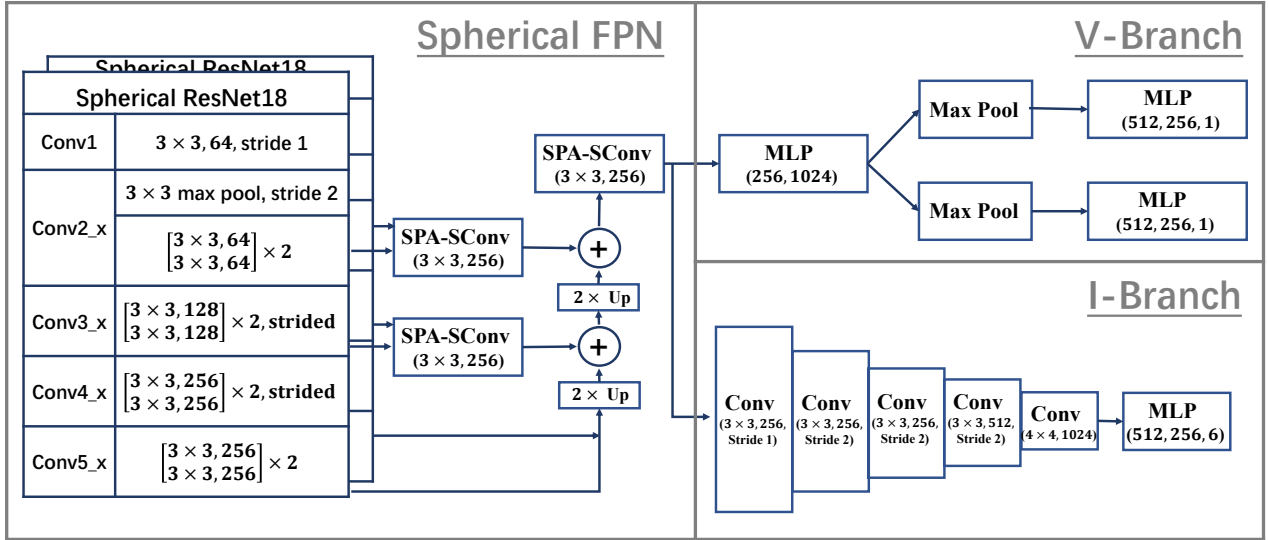 Spherical FPN
Spherical ResNet18
Spherical ResNet18
Conv1
3 × 3, 64, stride 1
Conv2_x
3 × 3 max pool, stride 2
[3 × 3, 64
3 × 3, 64] × 2
Conv3_x
[3 × 3, 128
3 × 3, 128] × 2, strided
Conv4_x
[3 × 3, 256
3 × 3, 256] × 2, strided
Conv5_x
[3 × 3, 256
3 × 3, 256] × 2
SPA-SConv
(3 × 3, 256)
SPA-SConv
(3 × 3, 256)
SPA-SConv
(3 × 3, 256)
+
2 × Up
+
2 × Up
V-Branch
MLP
(256, 1024)
Max Pool
MLP
(512, 256, 1)
Max Pool
MLP
(512, 256, 1)
I-Branch
Conv
(3 × 3, 256,
Stride 1)
Conv
(3 × 3, 256,
Stride 2)
Conv
(3 × 3, 256,
Stride 2)
Conv
(3 × 3, 512,
Stride 2)
Conv
(4 × 4, 1024)
MLP
(512, 256, 6)